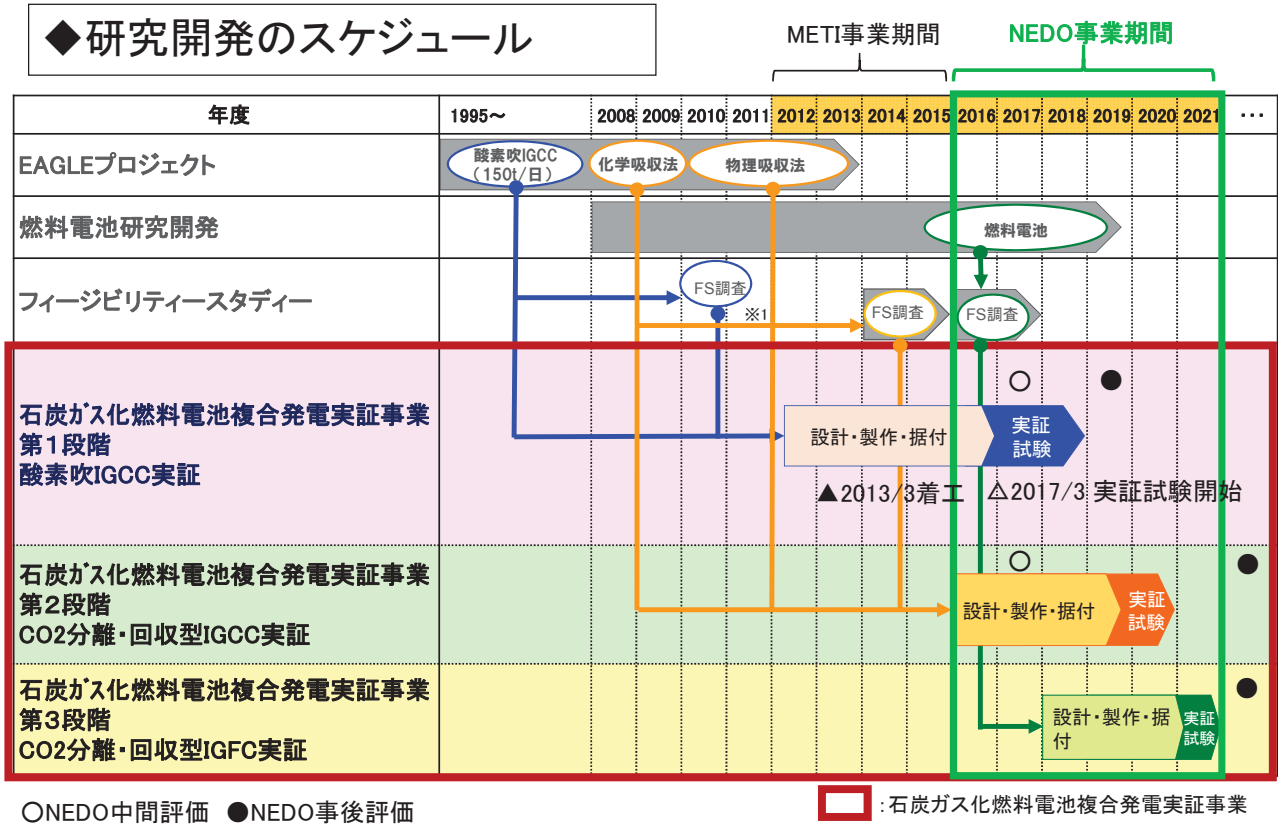 ◆研究開発のスケジュール
METI事業期間
NEDO事業期間
年度
1995～
2008
2009
2010
2011
2012
2013
2014
2015
2016
2017
2018
2019
2020
2021
…
EAGLEプロジェクト
酸素吹IGCC
（150t/日）
化学吸収法
物理吸収法
燃料電池研究開発
燃料電池
フィージビリティースタディー
FS調査
※1
FS調査
FS調査
石炭ガス化燃料電池複合発電実証事業
第1段階
酸素吹IGCC実証
○
●
設計・製作・据付
実証
試験
▲2013/3着工
△2017/3 実証試験開始
石炭ガス化燃料電池複合発電実証事業
第2段階
CO2分離・回収型IGCC実証
○
●
設計・製作・据付
実証
試験
石炭ガス化燃料電池複合発電実証事業
第3段階
CO2分離・回収型IGFC実証
●
設計・製作・据
付
実証
試験
○NEDO中間評価 ●NEDO事後評価
：石炭ガス化燃料電池複合発電実証事業